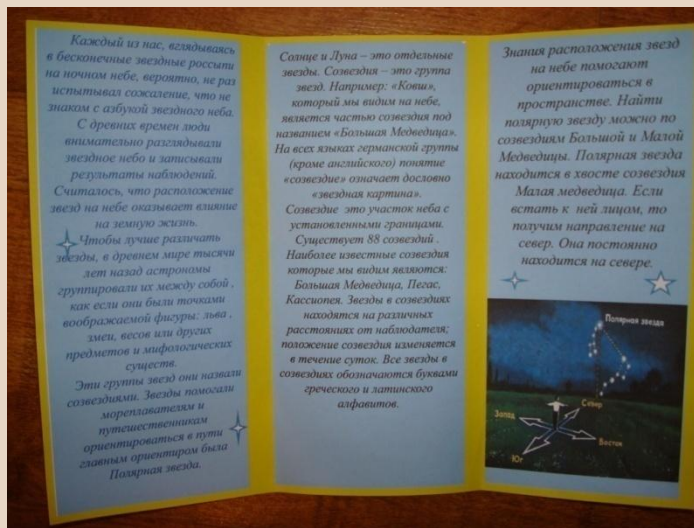 Каждый из нас, вглядываясь
в бесконечные звездные россыпи
на ночном небе, вероятно, не раз
испытывал сожаление, что не
знаком с азбукой звездного неба.
С древних времен люди
внимательно разглядывали
звездное небо и записывали
результаты наблюдений.
Считалось, что расположение
звезд на небе оказывает влияние
на земную жизнь.
Чтобы лучше различать
звезды, в древнем мире тысячи
лет назад астрономы
группировали их между собой ,
как если они были точками
воображаемой фигуры: льва ,
змеи, весов или других
предметов и мифологических
существ.
Эти группы звезд они назвали
созвездиями. Звезды помогали
мореплавателям и
путешественникам
ориентироваться в пути
главным ориентиром была
Полярная звезда.
Солнце и Луна – это отдельные
звезды. Созвездия – это группа
звезд. Например: «Ковш»,
который мы видим на небе,
является частью созвездия под
названием «Большая Медведица».
На всех языках германской группы
(кроме английского) понятие
«созвездие» означает дословно
«звездная картина».
Созвездие это участок неба с
установленными границами.
Существует 88 созвездий .
Наиболее известные созвездия
которые мы видим являются:
Большая Медведица, Пегас,
Кассиопея. Звезды в созвездиях
находятся на различных
расстояниях от наблюдателя;
положение созвездия изменяется
в течение суток. Все звезды в
созвездиях обозначаются буквами
греческого и латинского
алфавитов.
Знания расположения звезд
на небе помогают
ориентироваться в
пространстве. Найти
полярную звезду можно по
созвездиям Большой и Малой
Медведицы. Полярная звезда
находится в хвосте созвездия
Малая медведица. Если
встать к ней лицом, то
получим направление на
север. Она постоянно
находится на севере.
Полярная звезда
Север
Запад
Восток
Юг